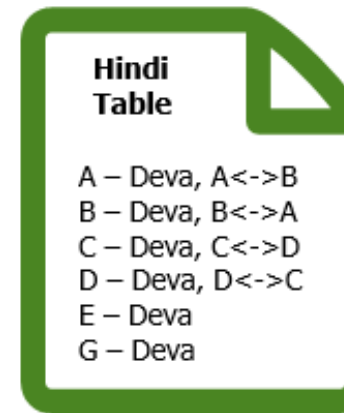 Hindi
Table
A – Deva, A<->B
B – Deva, B<->A
C – Deva, C<->D
D – Deva, D<->C
E – Deva
G – Deva